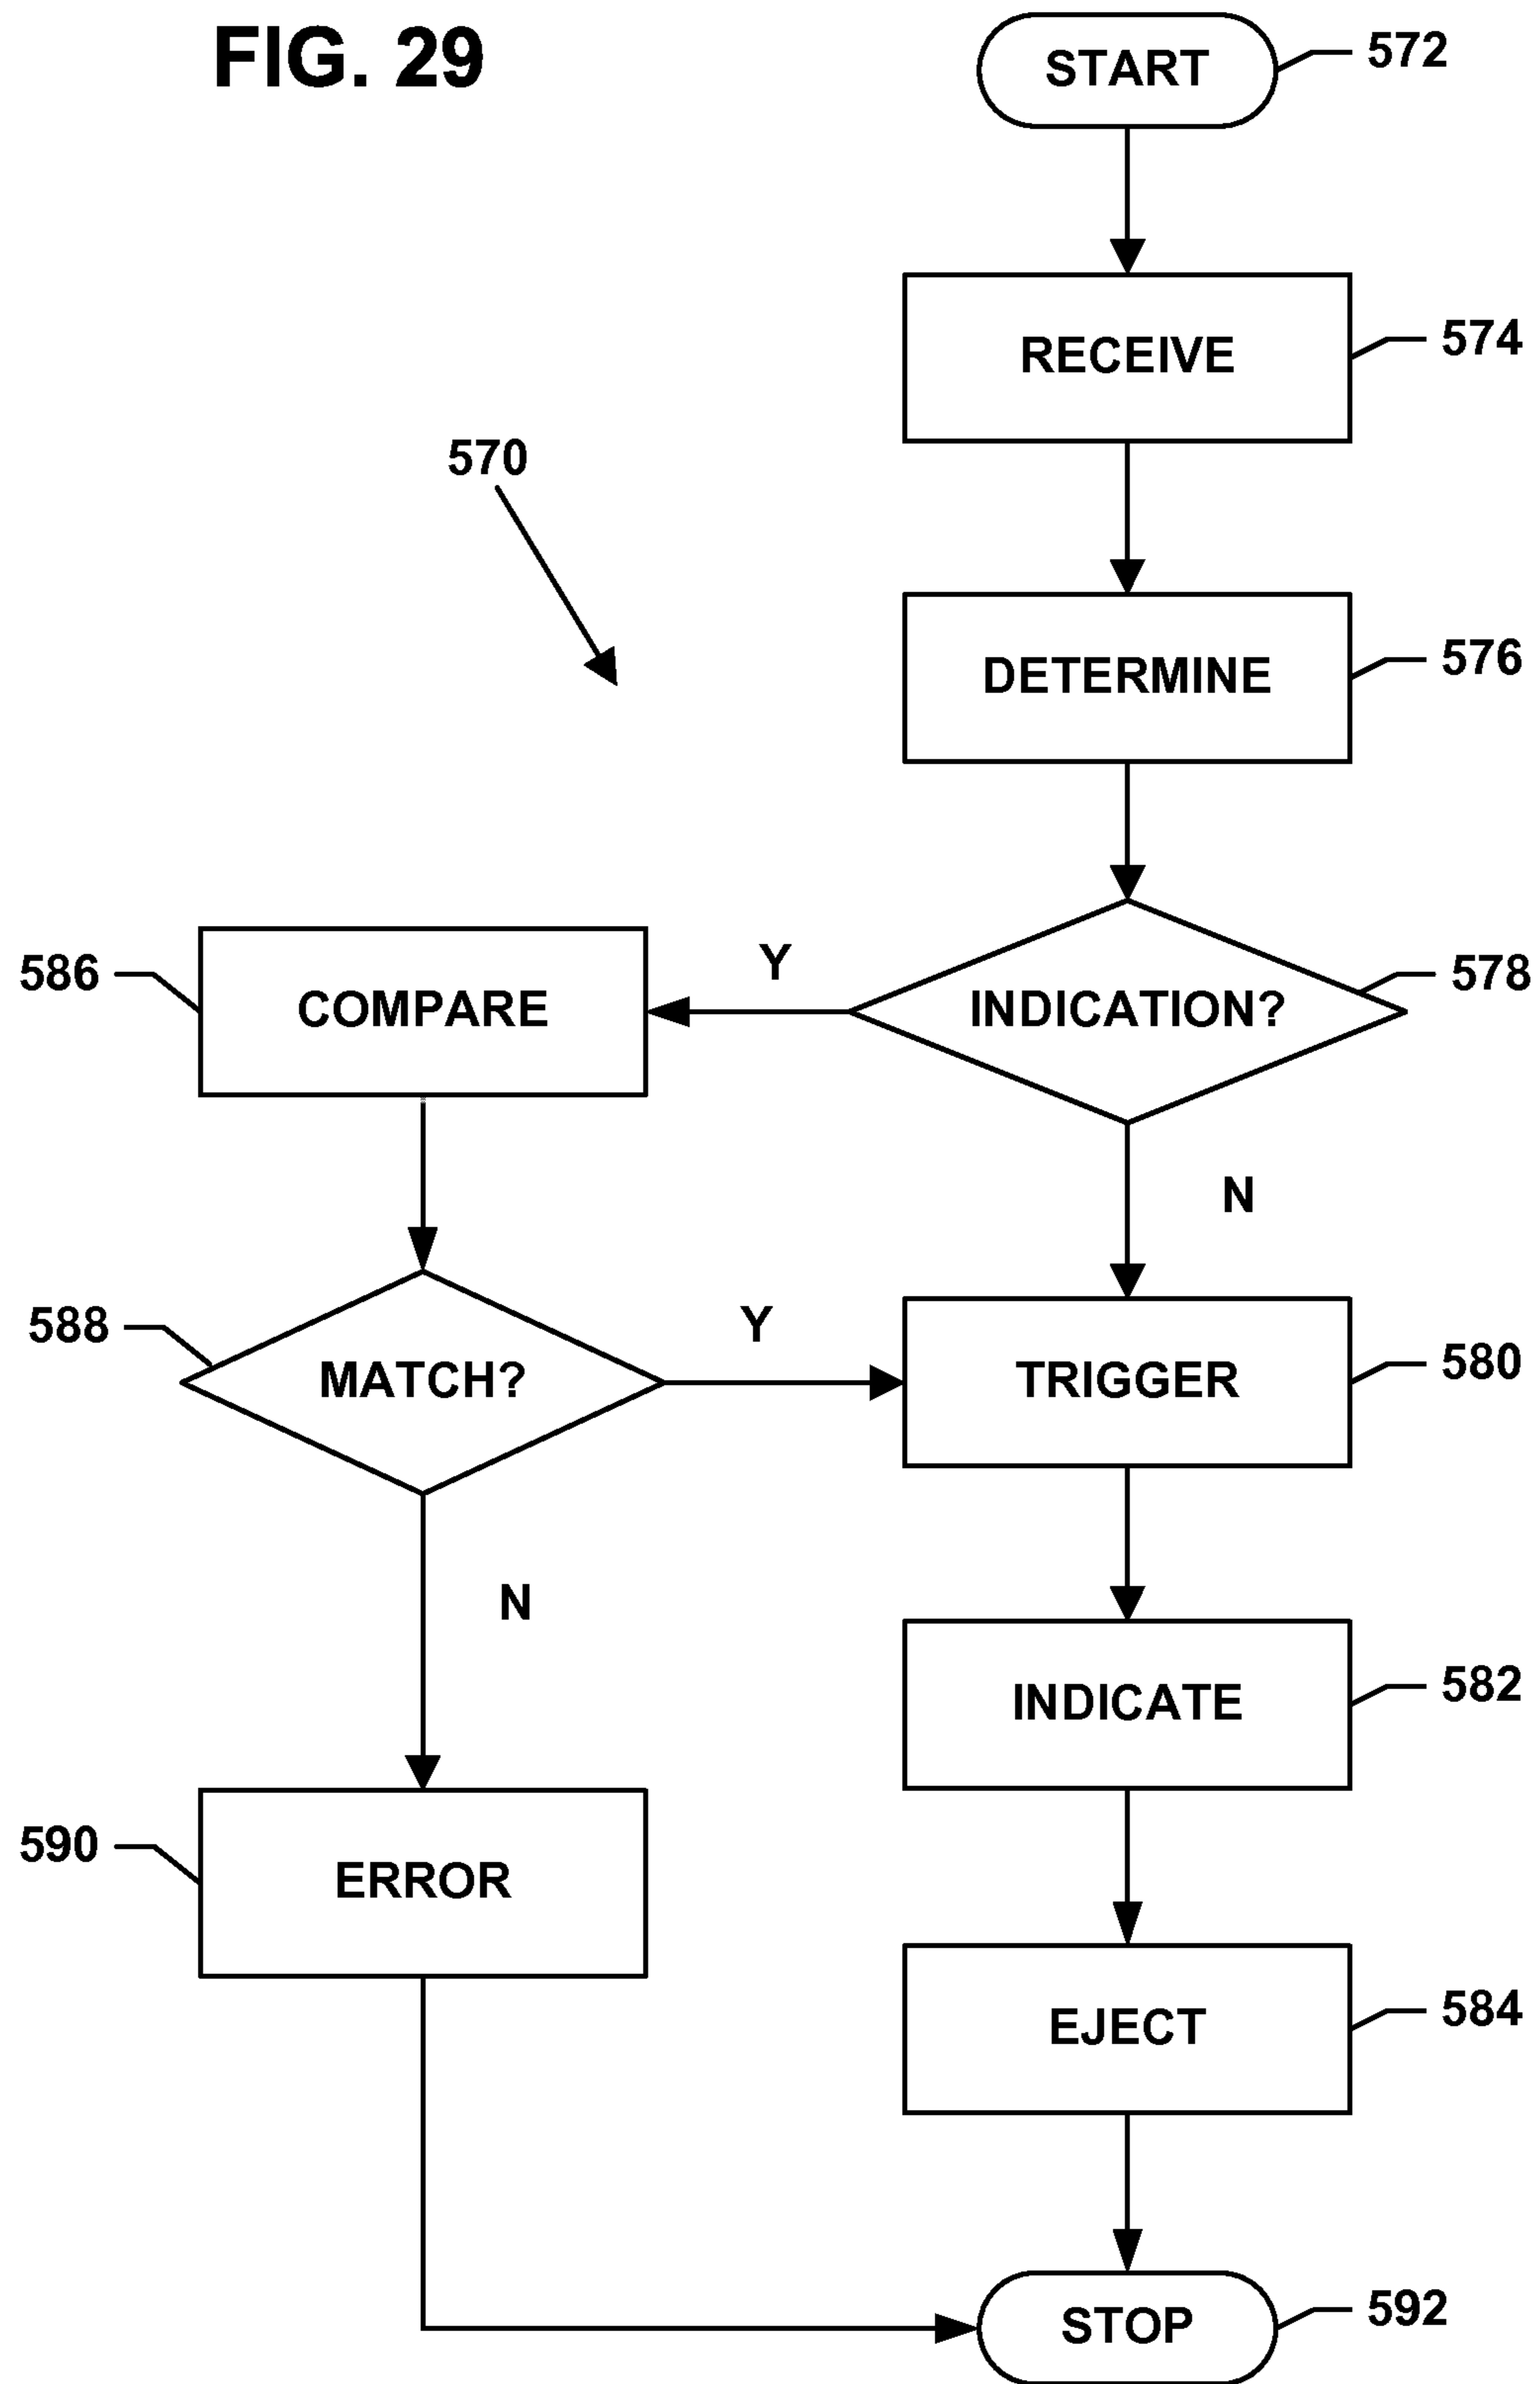 FIG. 29
START
572
RECEIVE
574
570
DETERMINE
576
586
COMPARE
Y
INDICATION?
578
N
588
MATCH?
Y
TRIGGER
580
N
INDICATE
582
590
ERROR
EJECT
584
STOP
592